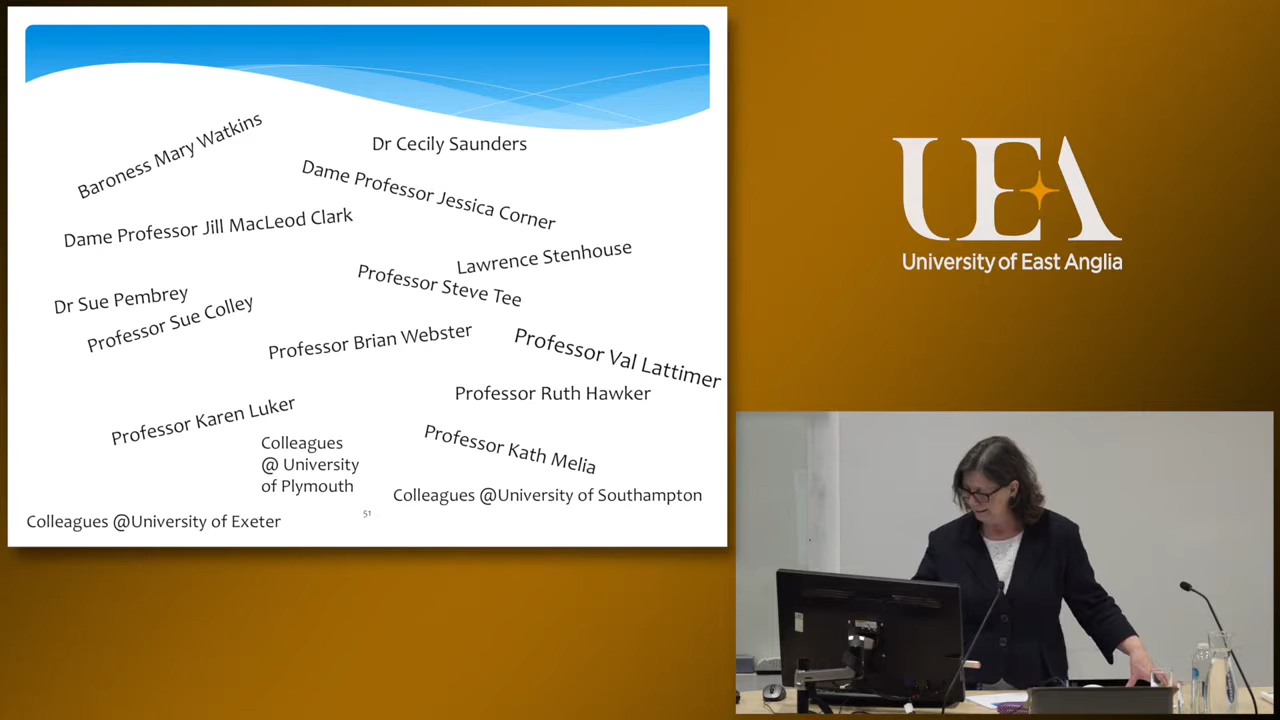 Baroness Mary Watkins
Dr Cecily Saunders
Dame Professor Jessica Corner
Dame Professor Jill MacLeod Clark
Lawrence Stenhouse
Professor Steve Tee
Dr Sue Pembrey
Professor Sue Colley
Professor Brian Webster
Professor Val Lattimer
Professor Ruth Hawker
Professor Karen Luker
Professor Kath Melia
Colleagues
@ University
of Plymouth
Colleagues @University of Southampton
51
Colleagues @University of Exeter
UEA
University of East Anglia